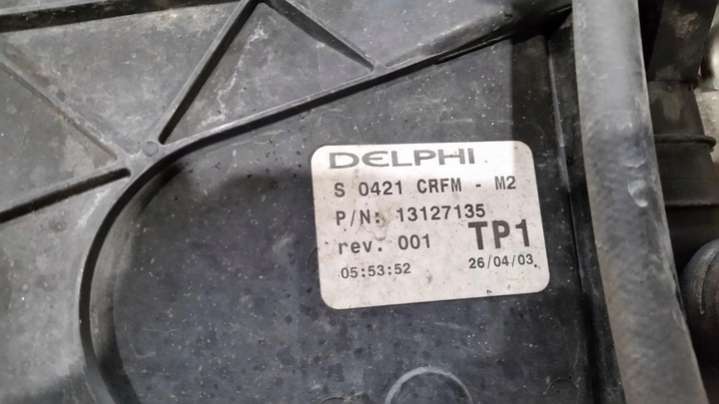 DELPHI
S 0421 CRFM - M2
P/N: 13127135
rev. 001 TP1
05:53:52 26/04/03